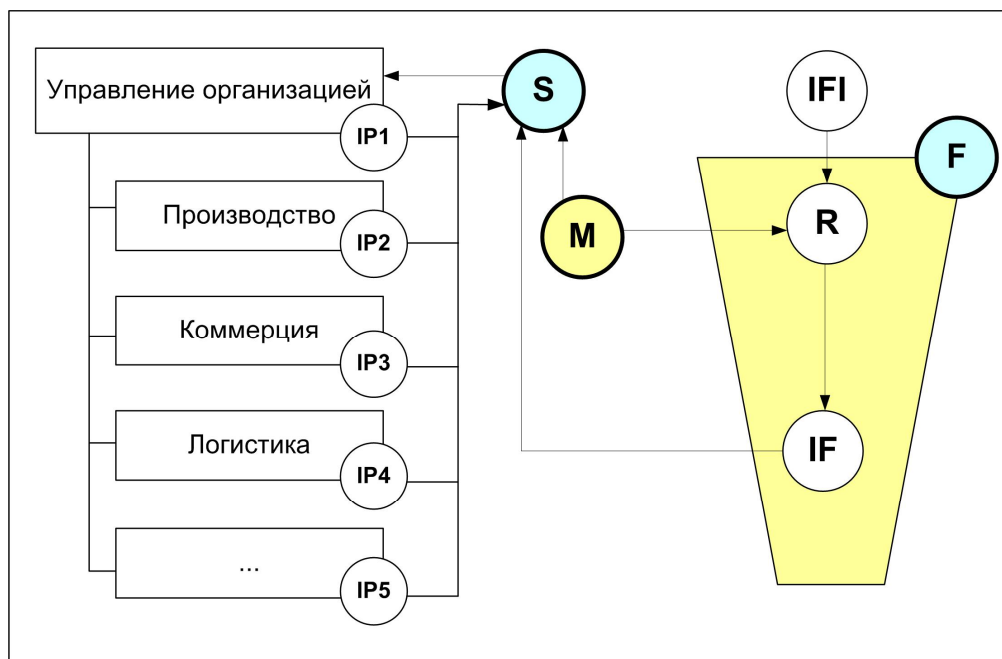 Управление организацией
IP1
Производство
IP2
Коммерция
IP3
Логистика
IP4
...
IP5
S
M
IFI
F
R
IF